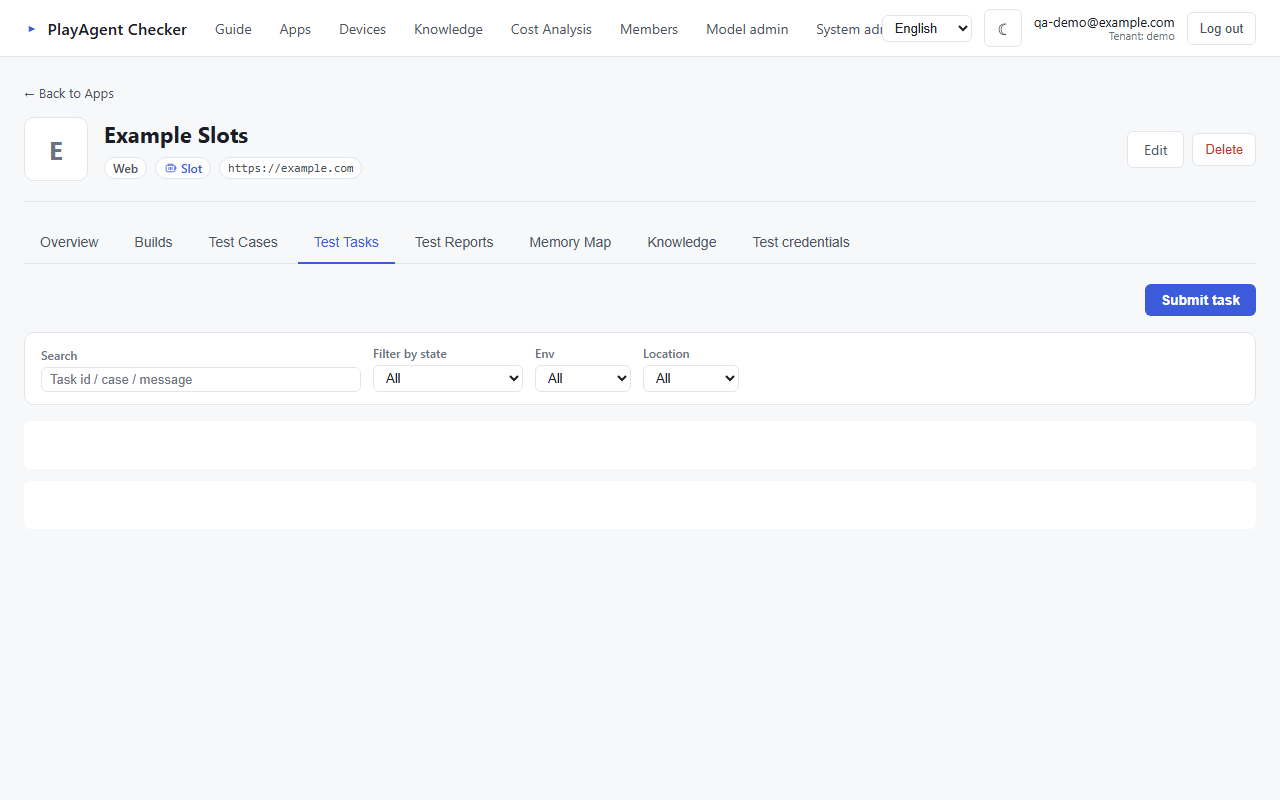 PlayAgent Checker Guide Apps Devices Knowledge Cost Analysis Members Model admin System English qa-demo@example.com Log out
Tenant: demo
← Back to Apps
E
Example Slots
Web Slot https://example.com
Edit Delete
Overview Builds Test Cases Test Tasks Test Reports Memory Map Knowledge Test credentials
Submit task
Search Filter by state Env Location
Task id / case / message All All All